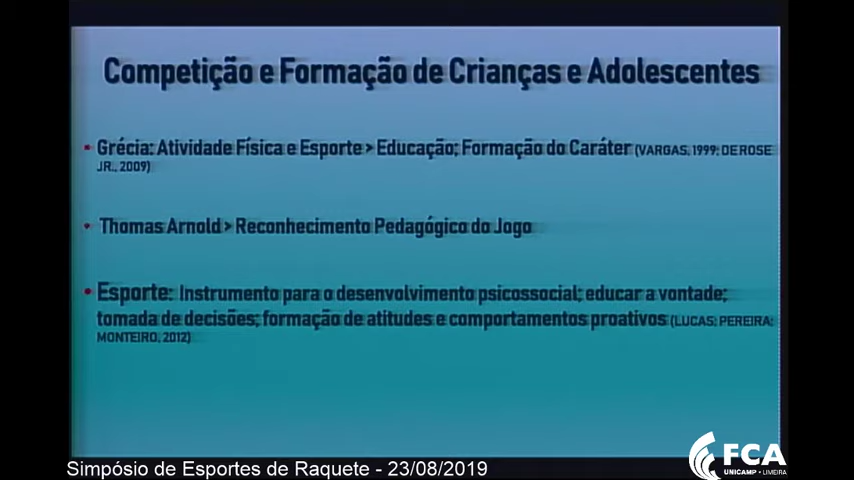 Competição e Formação de Crianças e Adolescentes
• Grécia: Atividade Física e Esporte > Educação; Formação do Caráter (VARGAS, 1999; DE ROSE
JR., 2009)
• Thomas Arnold > Reconhecimento Pedagógico do Jogo
• Esporte: Instrumento para o desenvolvimento psicossocial; educar a vontade;
tomada de decisões; formação de atitudes e comportamentos proativos (LUCAS; PEREIRA;
MONTEIRO, 2012)
Simpósio de Esportes de Raquete - 23/08/2019
FCA
UNICAMP • LIMEIRA